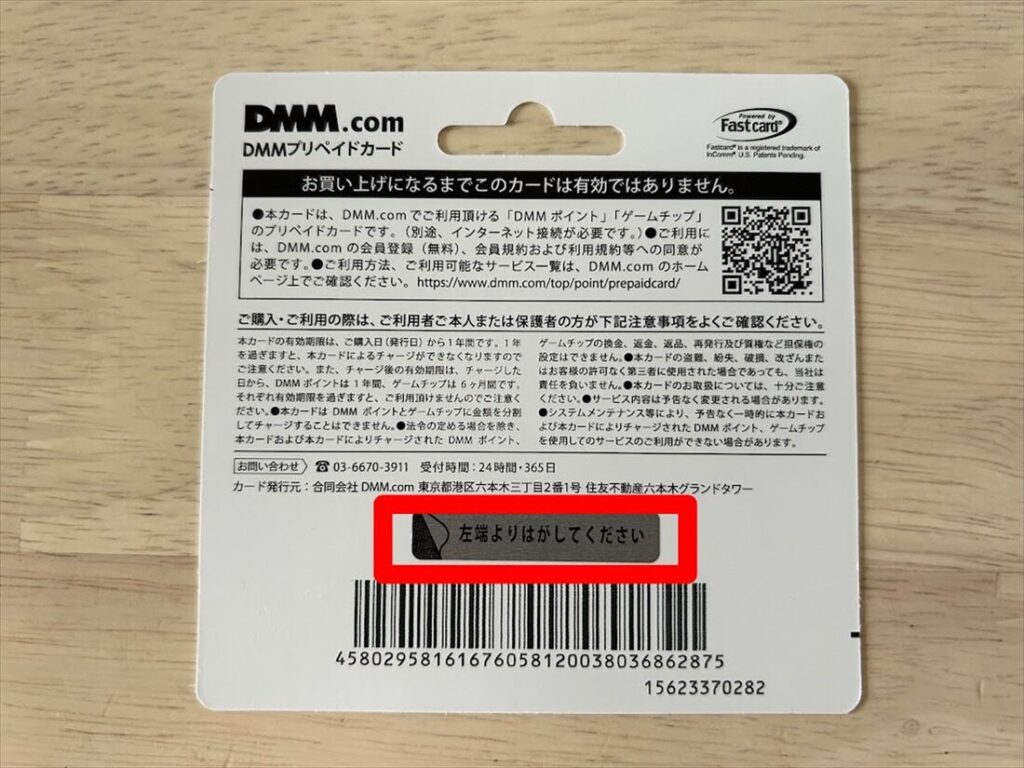 DMM.com
DMMプリペイドカード
Powered by
Fastcard®
Fastcard® is a registered trademark of
InComm® U.S. Patents Pending.
お買い上げになるまでこのカードは有効ではありません。
●本カードは、DMM.comでご利用頂ける「DMM ポイント」「ゲームチップ」
のプリペイドカードです。（別途、インターネット接続が必要です。）●ご利用に
は、DMM.com の会員登録（無料）、会員規約および利用規約等への同意が
必要です。●ご利用方法、ご利用可能なサービス一覧は、DMM.com のホーム
ページ上でご確認ください。https://www.dmm.com/top/point/prepaidcard/
ご購入・ご利用の際は、ご利用者ご本人または保護者の方が下記注意事項をよくご確認ください。
本カードの有効期限は、ご購入日（発行日）から1年間です。1年
を過ぎますと、本カードによるチャージができなくなりますので
ご注意ください。また、チャージ後の有効期限は、チャージした
日から、DMM ポイントは 1 年間、ゲームチップは 6 ヶ月間です。
それぞれ有効期限を過ぎますと、ご利用頂けませんのでご注意く
ださい。●本カードは DMM ポイントとゲームチップに金額を分割
してチャージすることはできません。●法令の定める場合を除き、
本カードおよび本カードによりチャージされた DMM ポイント、
ゲームチップの換金、返金、返品、再発行及び質権など担保権の
設定はできません。●本カードの盗難、紛失、破損、改ざんまた
はお客様の許可なく第三者に使用された場合であっても、当社は
責任を負いません。●本カードのお取扱については、十分ご注意
ください。●サービス内容は予告なく変更される場合があります。
●システムメンテナンス等により、予告なく一時的に本カードお
よび本カードによりチャージされた DMM ポイント、ゲームチップ
を使用してのサービスのご利用ができない場合があります。
お問い合わせ ☎ 03-6670-3911 受付時間：24時間・365日
カード発行元：合同会社 DMM.com 東京都港区六本木三丁目2番1号 住友不動産六本木グランドタワー
左端よりはがしてください
45802958161676058120038036862875
15623370282